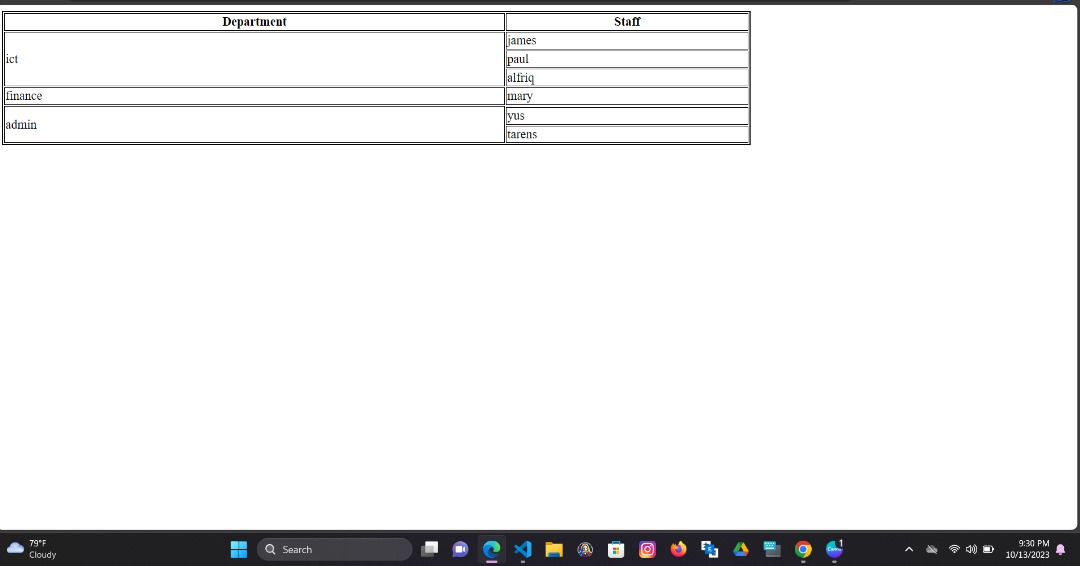 Department Staff
ict james
paul
alfriq
finance mary
admin yus
tarens
79°F
Cloudy
Search
1
9:30 PM
10/13/2023